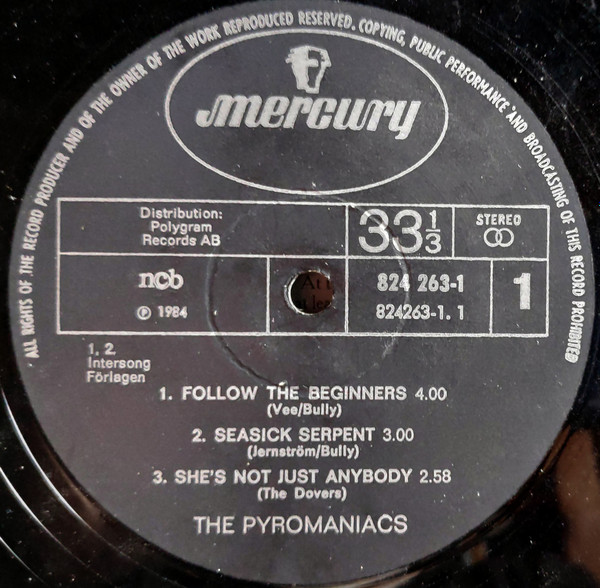 ALL RIGHTS OF THE RECORD PRODUCER AND OF THE OWNER OF THE WORK REPRODUCED RESERVED. COPYING, PUBLIC PERFORMANCE AND BROADCASTING OF THIS RECORD PROHIBITED
mercury
Distribution:
Polygram
Records AB
33 1/3
STEREO
ncb
℗ 1984
824 263-1
824263-1. 1
1
1, 2
Intersong
Förlagen
1. FOLLOW THE BEGINNERS 4.00
(Vee/Bully)
2. SEASICK SERPENT 3.00
(Jernström/Bully)
3. SHE'S NOT JUST ANYBODY 2.58
(The Dovers)
THE PYROMANIACS